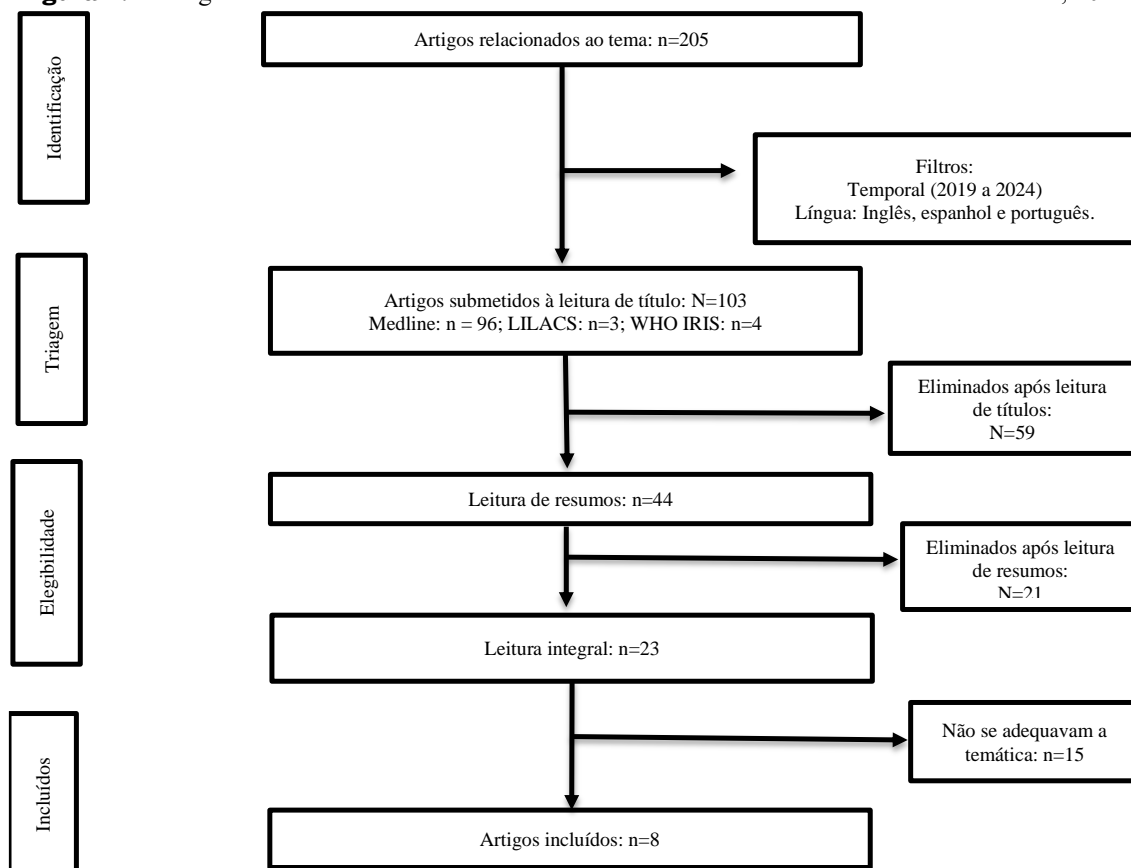 Identificação
Artigos relacionados ao tema: n=205
Filtros:
Temporal (2019 a 2024)
Língua: Inglês, espanhol e português.
Triagem
Artigos submetidos à leitura de título: N=103
Medline: n = 96; LILACS: n=3; WHO IRIS: n=4
Eliminados após leitura
de títulos:
N=59
Elegibilidade
Leitura de resumos: n=44
Eliminados após leitura
de resumos:
N=21
Leitura integral: n=23
Incluídos
Não se adequavam a
temática: n=15
Artigos incluídos: n=8